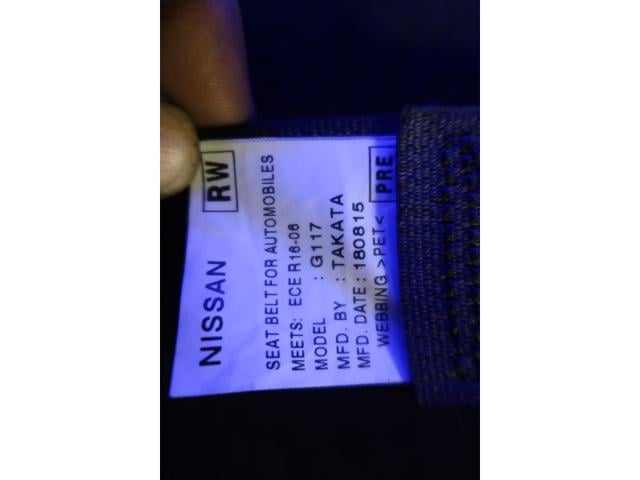 NISSAN RW
SEAT BELT FOR AUTOMOBILES
MEETS: ECE R16-06
MODEL : G117
MFD. BY : TAKATA
MFD. DATE : 180815
WEBBING >PET< PRE